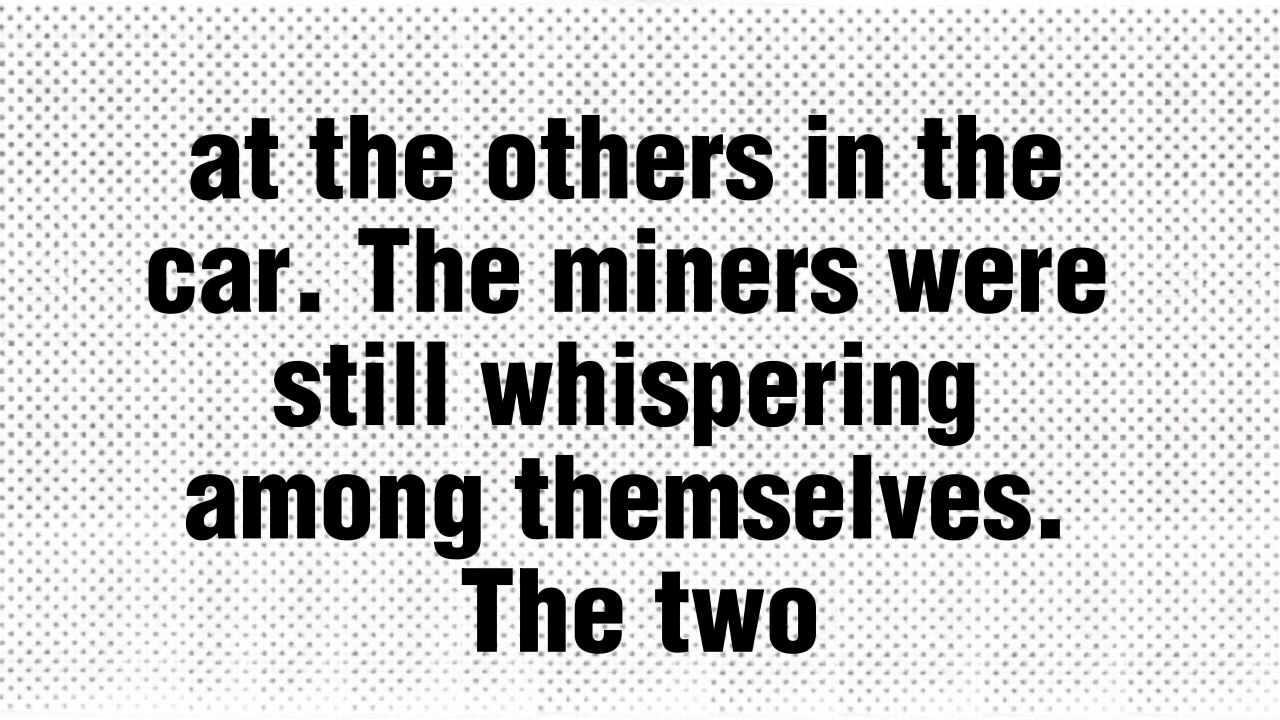 at the others in the
car. The miners were
still whispering
among themselves.
The two